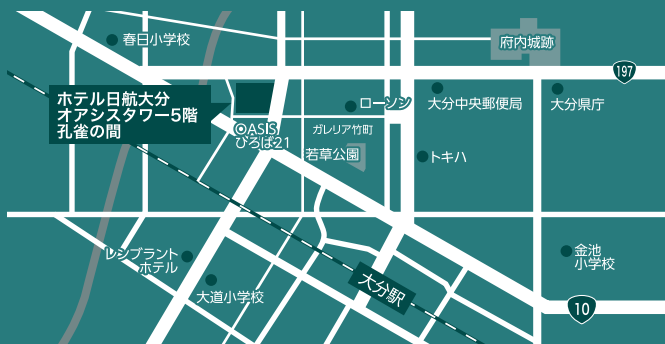 春日小学校
府内城跡
197
ホテル日航大分
オアシスタワー5階
孔雀の間
ローソン
大分中央郵便局
大分県庁
OASIS
ひろば21
ガレリア竹町
若草公園
トキハ
レンブラント
ホテル
金池
小学校
大道小学校
大分駅
10